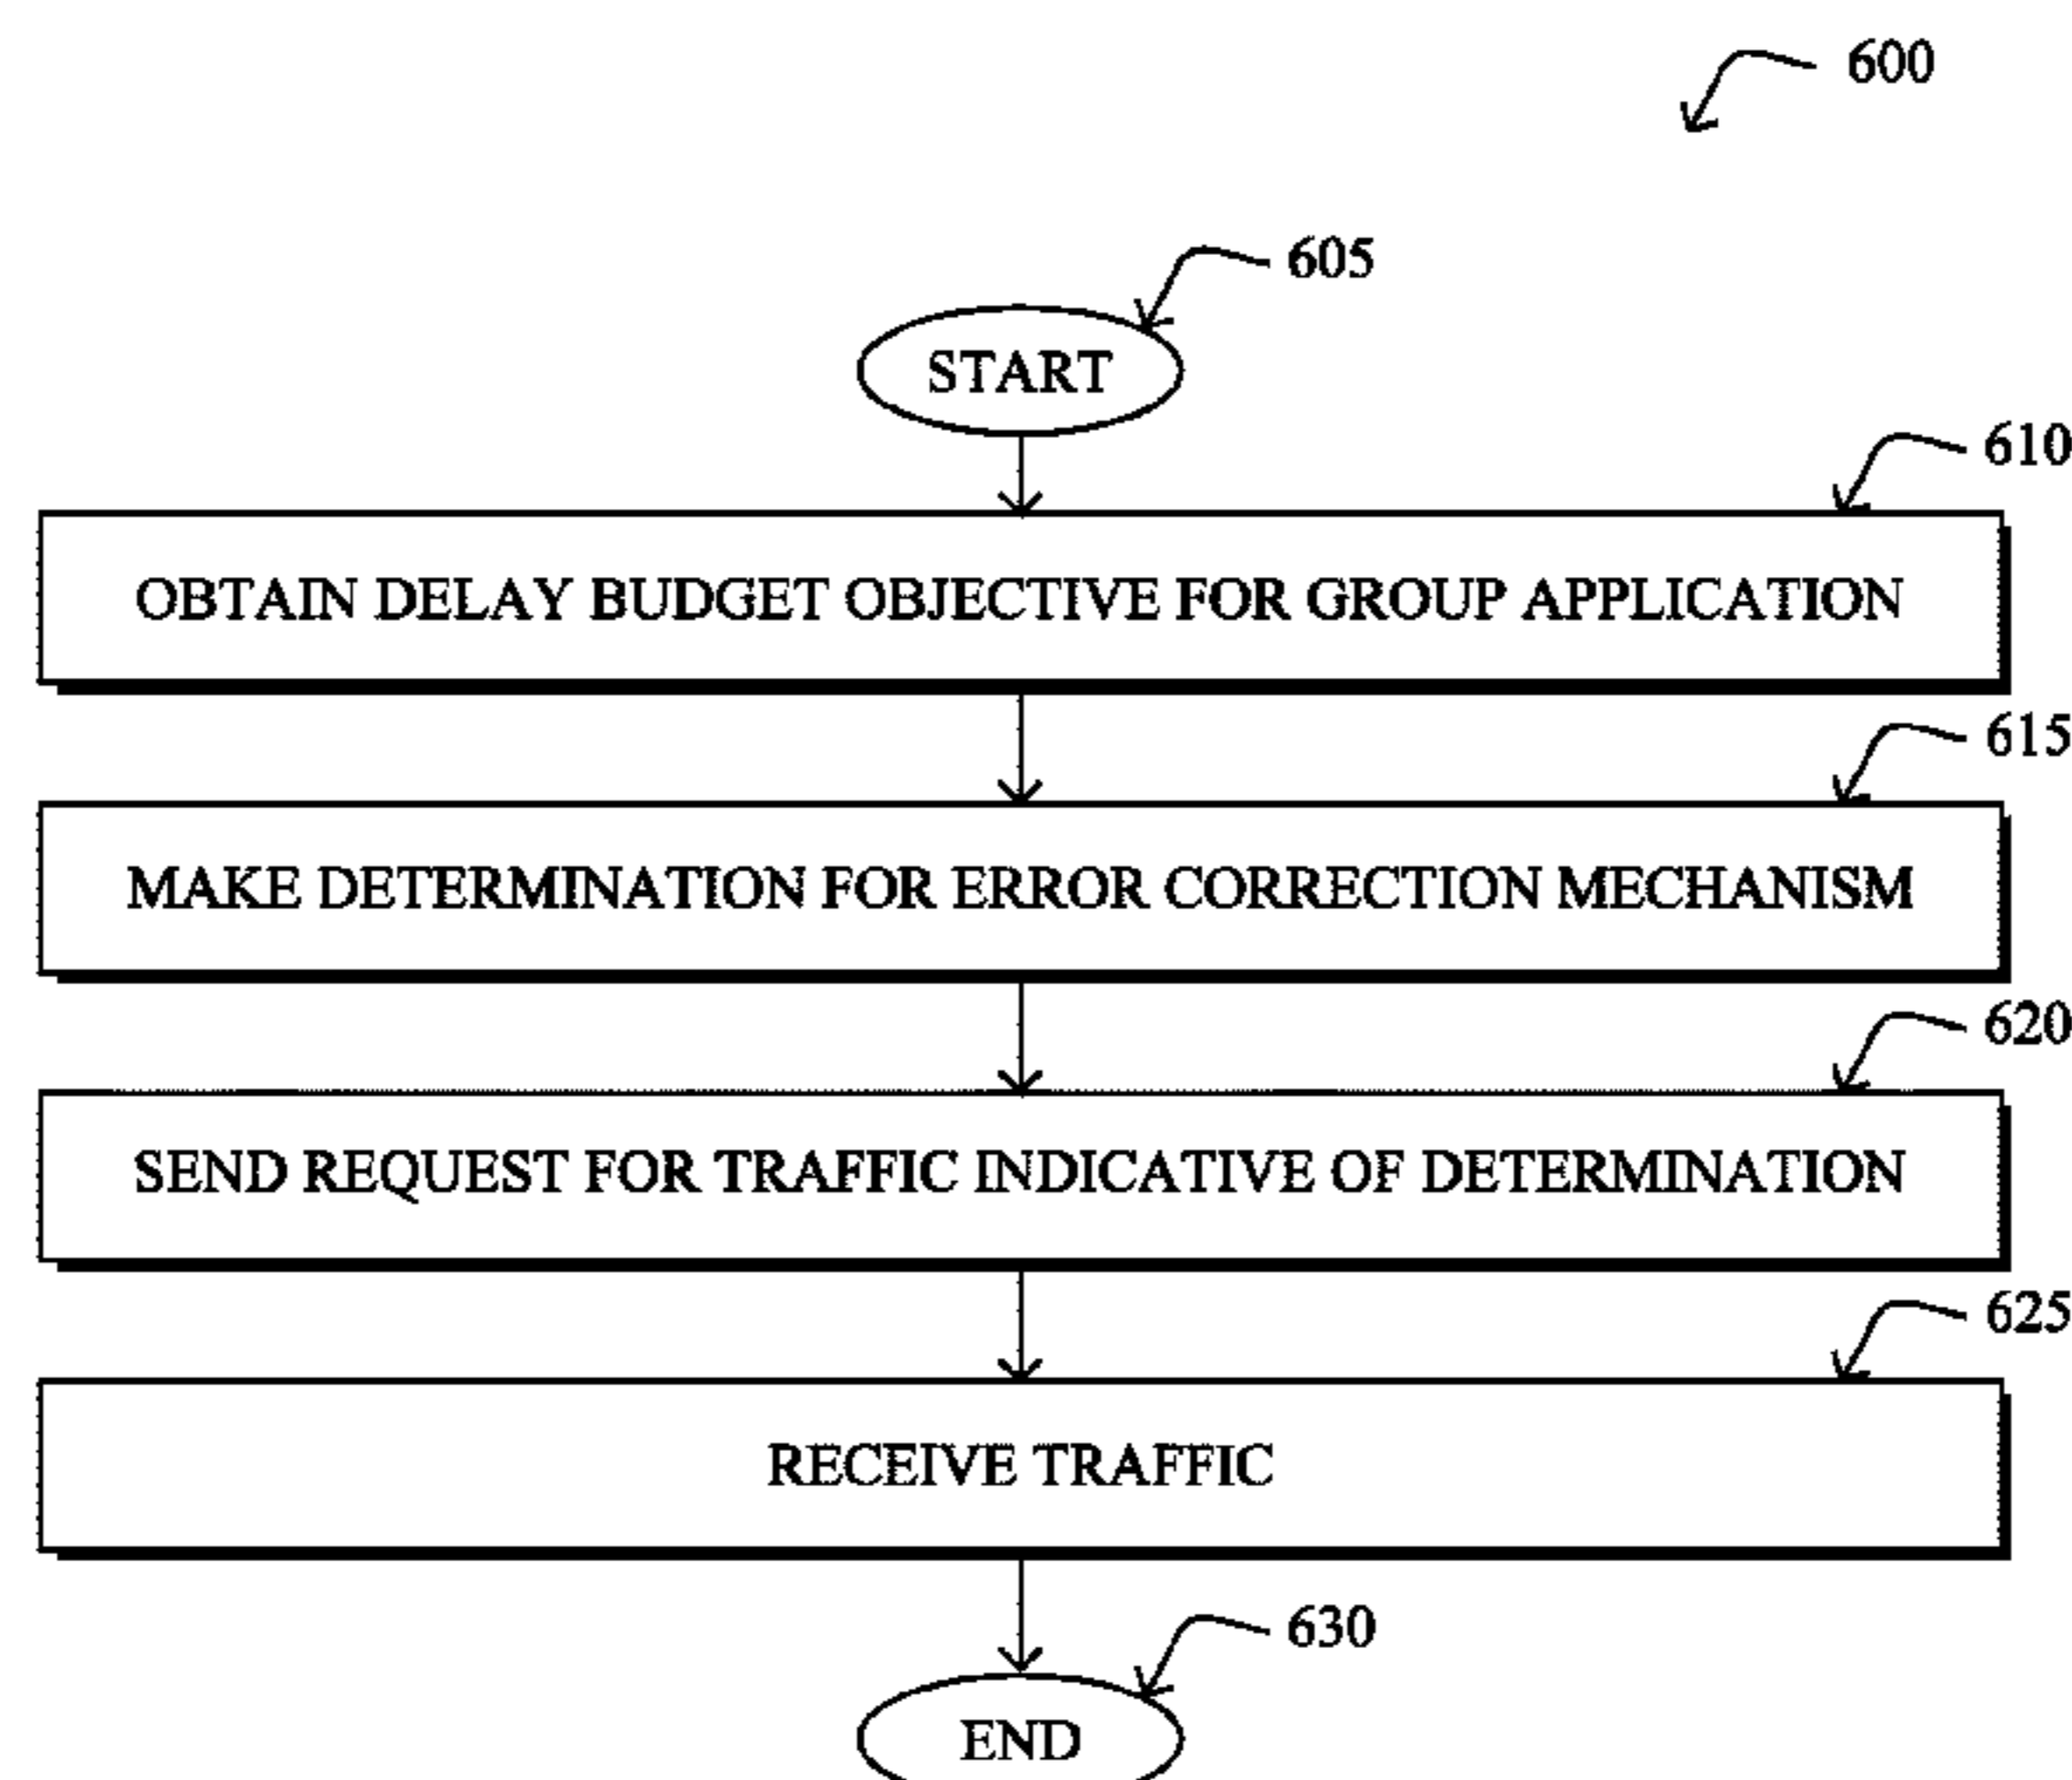 600
605
START
610
OBTAIN DELAY BUDGET OBJECTIVE FOR GROUP APPLICATION
615
MAKE DETERMINATION FOR ERROR CORRECTION MECHANISM
620
SEND REQUEST FOR TRAFFIC INDICATIVE OF DETERMINATION
625
RECEIVE TRAFFIC
630
END